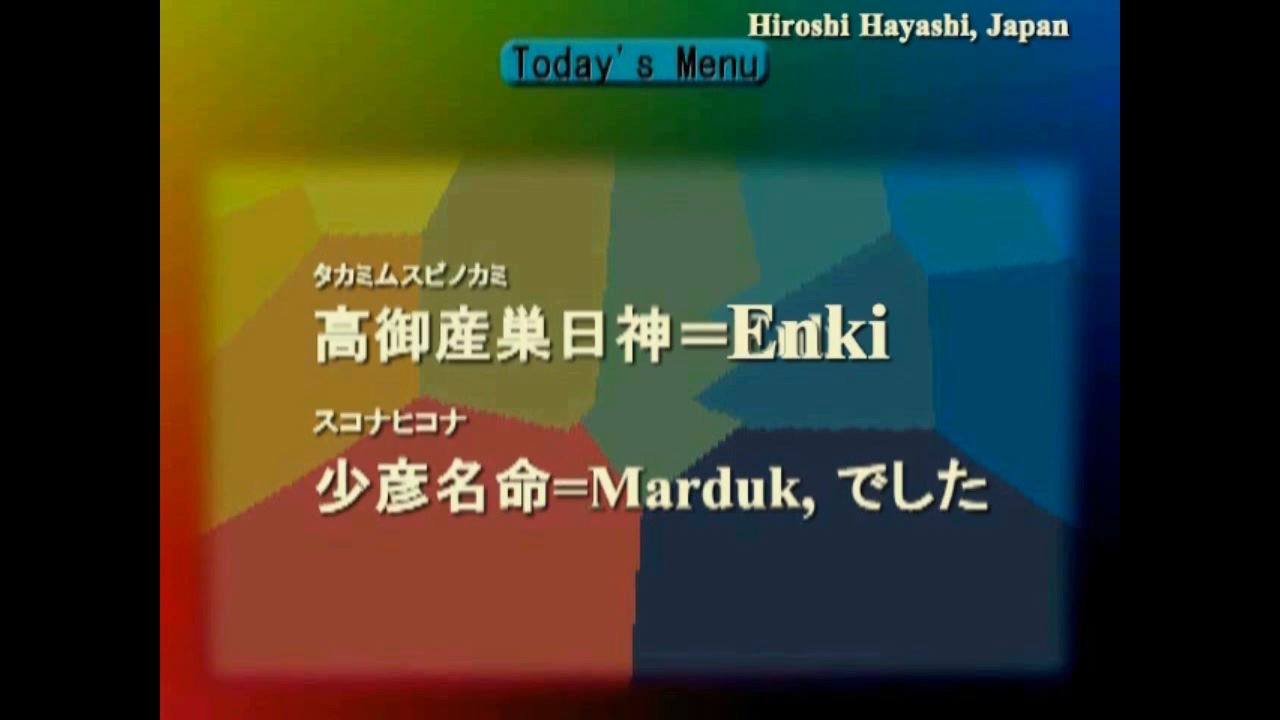 Hiroshi Hayashi, Japan
Today's Menu
タカミムスビノカミ
高御産巣日神=Enki
スコナヒコナ
少彦名命=Marduk, でした